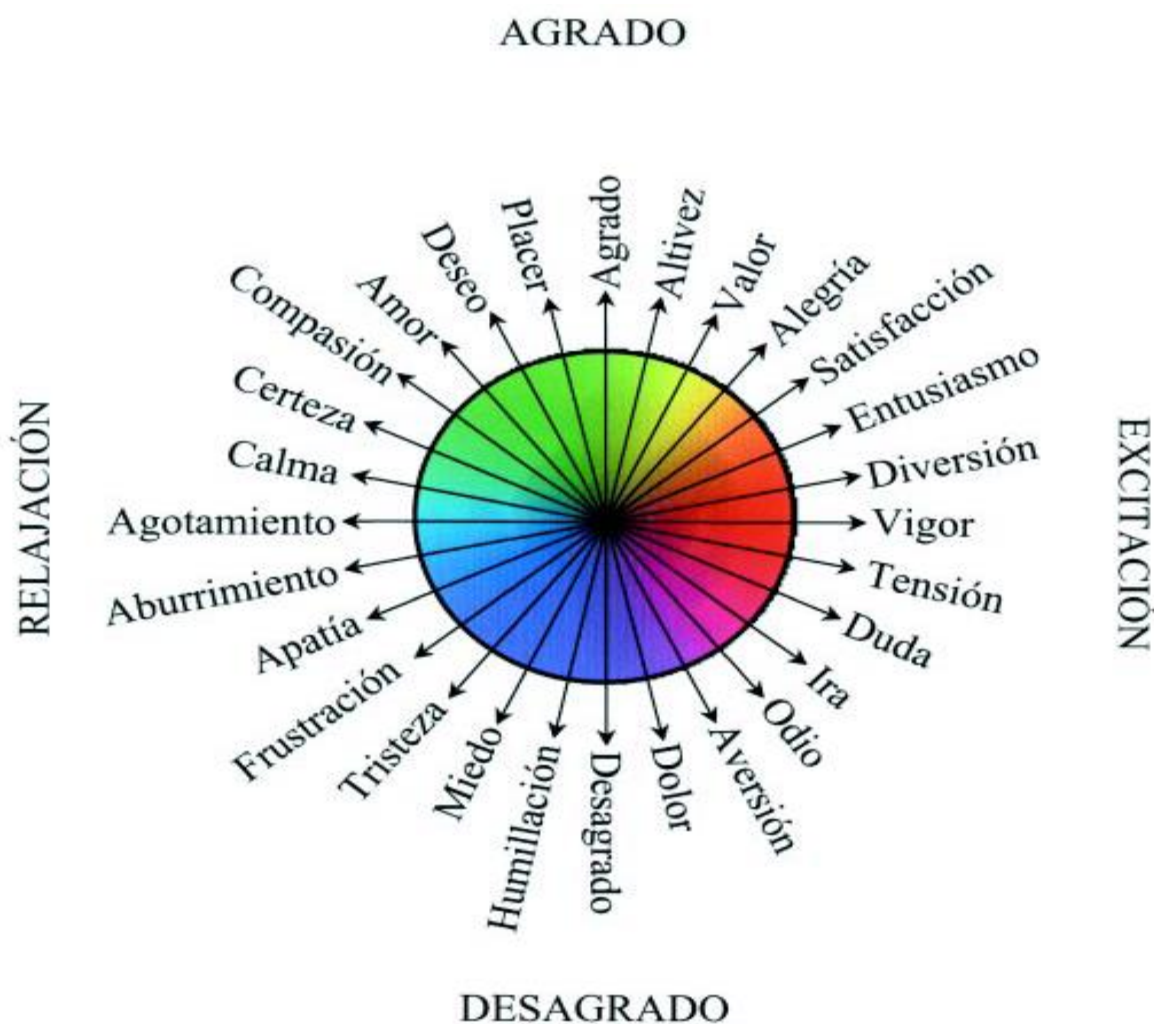 AGRADO
Agrado
Altivez
Valor
Alegría
Satisfacción
Entusiasmo
Diversión
Vigor
Tensión
Duda
Ira
Odio
Aversión
Dolor
Desagrado
Humillación
Miedo
Tristeza
Frustración
Apatía
Aburrimiento
Agotamiento
Calma
Certeza
Compasión
Amor
Deseo
Placer
RELAJACIÓN
EXCITACIÓN
DESAGRADO